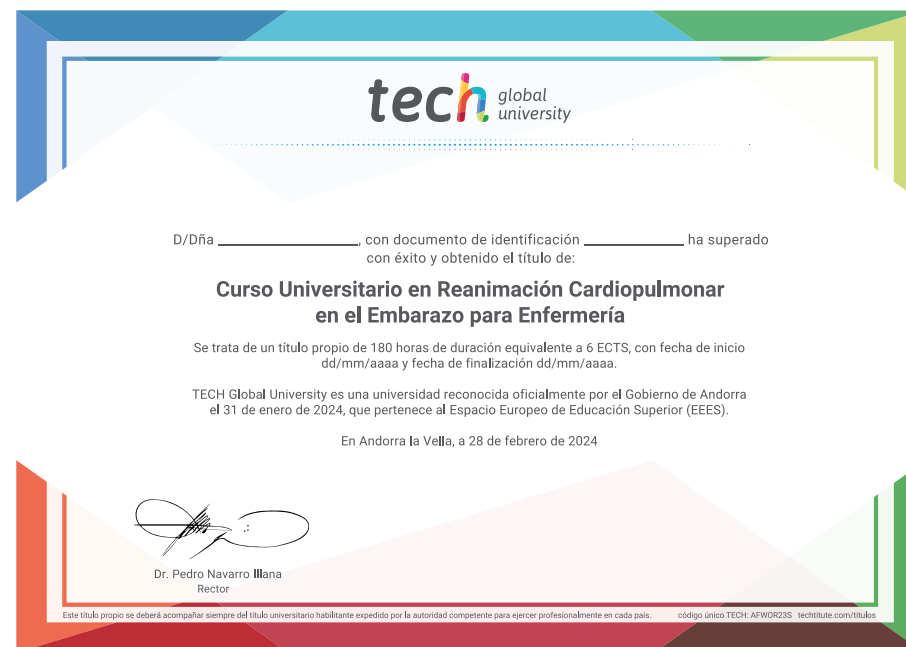 tech global university
D/Dña ____________________, con documento de identificación ______________ ha superado
con éxito y obtenido el título de:
Curso Universitario en Reanimación Cardiopulmonar
en el Embarazo para Enfermería
Se trata de un título propio de 180 horas de duración equivalente a 6 ECTS, con fecha de inicio
dd/mm/aaaa y fecha de finalización dd/mm/aaaa.
TECH Global University es una universidad reconocida oficialmente por el Gobierno de Andorra
el 31 de enero de 2024, que pertenece al Espacio Europeo de Educación Superior (EEES).
En Andorra la Vella, a 28 de febrero de 2024
Dr. Pedro Navarro Illana
Rector
Este título propio se deberá acompañar siempre del título universitario habilitante expedido por la autoridad competente para ejercer profesionalmente en cada país. código único TECH: AFWOR23S techtitute.com/titulos